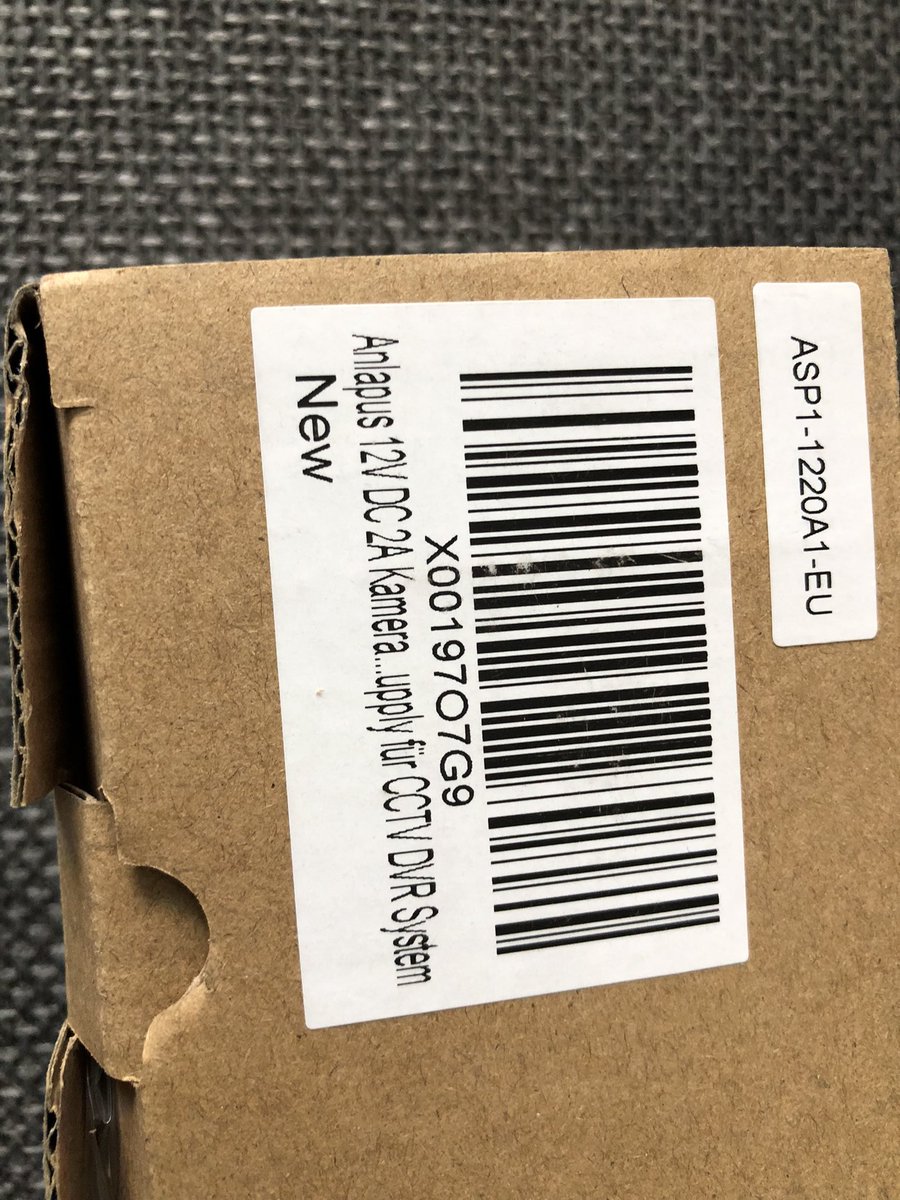 ASP1-1220A1-EU
X00197O7G9
Anlapus 12V DC 2A Kamera...upply für CCTV DVR System
New